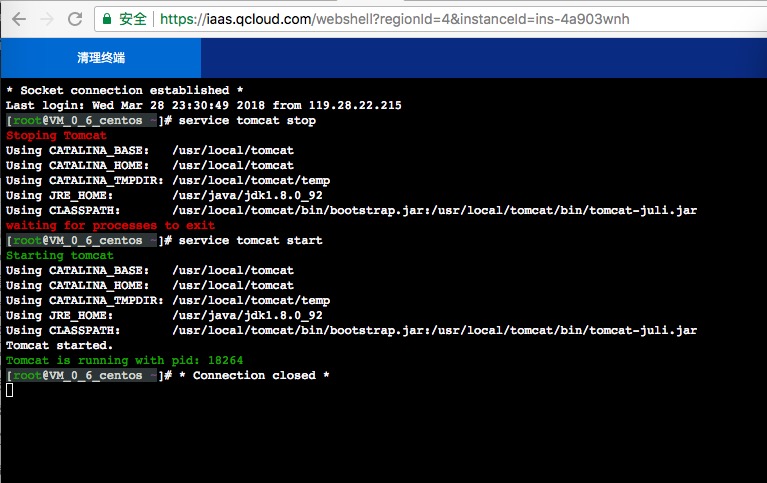 安全 https://iaas.qcloud.com/webshell?regionId=4&instanceId=ins-4a903wnh
清理终端
* Socket connection established *
Last login: Wed Mar 28 23:30:49 2018 from 119.28.22.215
[root@VM_0_6_centos ~]# service tomcat stop
Stoping Tomcat
Using CATALINA_BASE:   /usr/local/tomcat
Using CATALINA_HOME:   /usr/local/tomcat
Using CATALINA_TMPDIR: /usr/local/tomcat/temp
Using JRE_HOME:        /usr/java/jdk1.8.0_92
Using CLASSPATH:       /usr/local/tomcat/bin/bootstrap.jar:/usr/local/tomcat/bin/tomcat-juli.jar
waiting for processes to exit
[root@VM_0_6_centos ~]# service tomcat start
Starting tomcat
Using CATALINA_BASE:   /usr/local/tomcat
Using CATALINA_HOME:   /usr/local/tomcat
Using CATALINA_TMPDIR: /usr/local/tomcat/temp
Using JRE_HOME:        /usr/java/jdk1.8.0_92
Using CLASSPATH:       /usr/local/tomcat/bin/bootstrap.jar:/usr/local/tomcat/bin/tomcat-juli.jar
Tomcat started.
Tomcat is running with pid: 18264
[root@VM_0_6_centos ~]# * Connection closed *